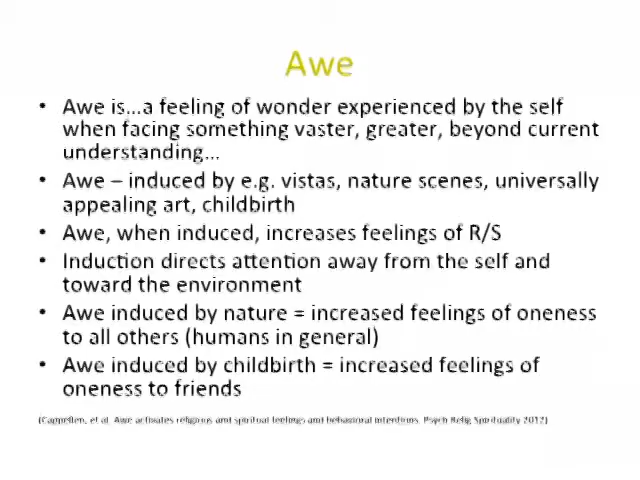 Awe
• Awe is...a feeling of wonder experienced by the self
when facing something vaster, greater, beyond current
understanding...
• Awe – induced by e.g. vistas, nature scenes, universally
appealing art, childbirth
• Awe, when induced, increases feelings of R/S
• Induction directs attention away from the self and
toward the environment
• Awe induced by nature = increased feelings of oneness
to all others (humans in general)
• Awe induced by childbirth = increased feelings of
oneness to friends
(Cappellen, et al. Awe activates religious and spiritual feelings and behavioral intentions. Psych Relig Spirituality 2012)